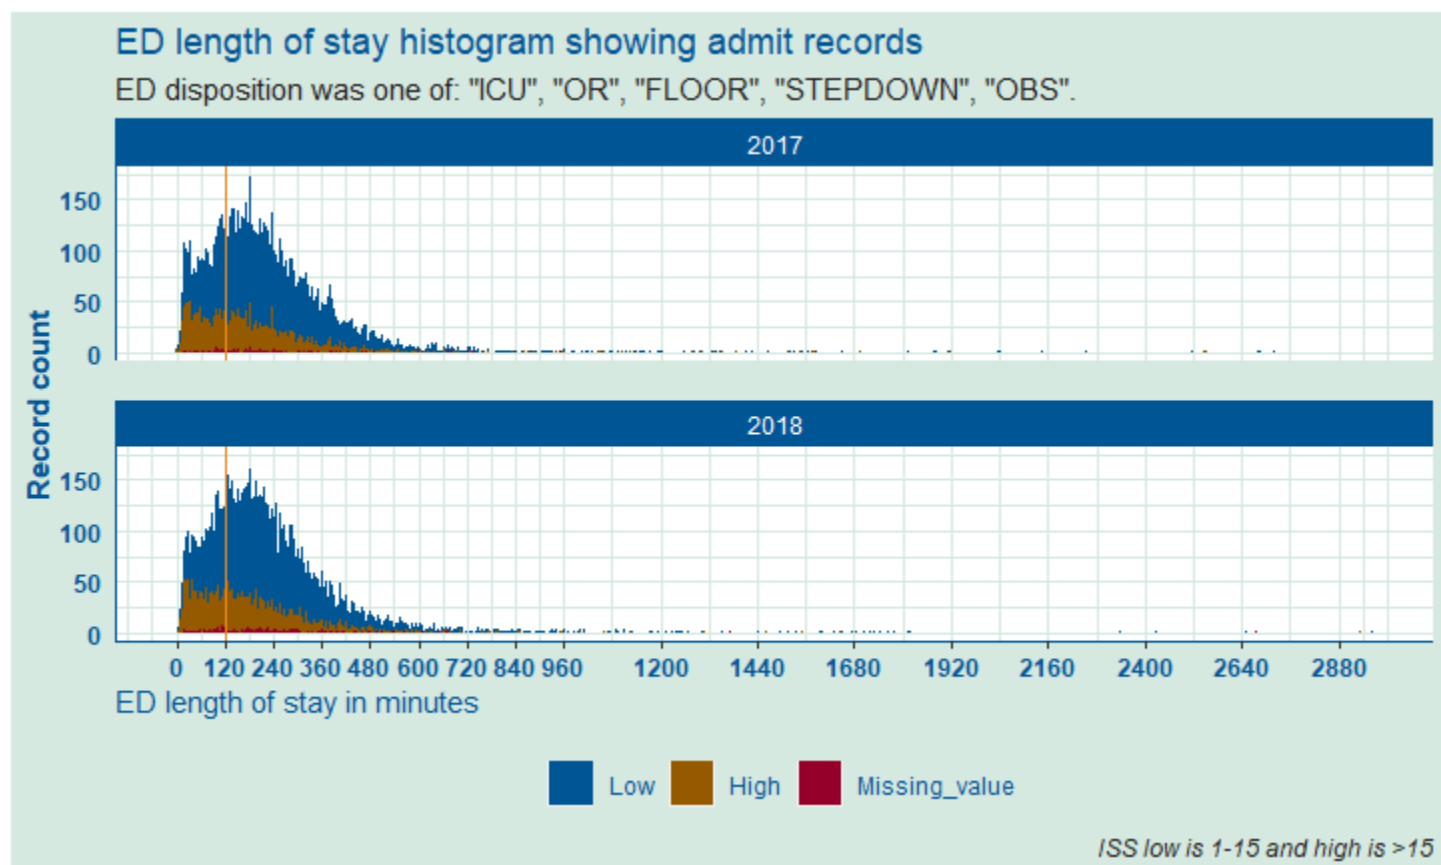 ED length of stay histogram showing admit records
ED disposition was one of: "ICU", "OR", "FLOOR", "STEPDOWN", "OBS".
2017
150
100
50
0
Record count
2018
150
100
50
0
0 120 240 360 480 600 720 840 960 1200 1440 1680 1920 2160 2400 2640 2880
ED length of stay in minutes
Low High Missing_value
ISS low is 1-15 and high is >15